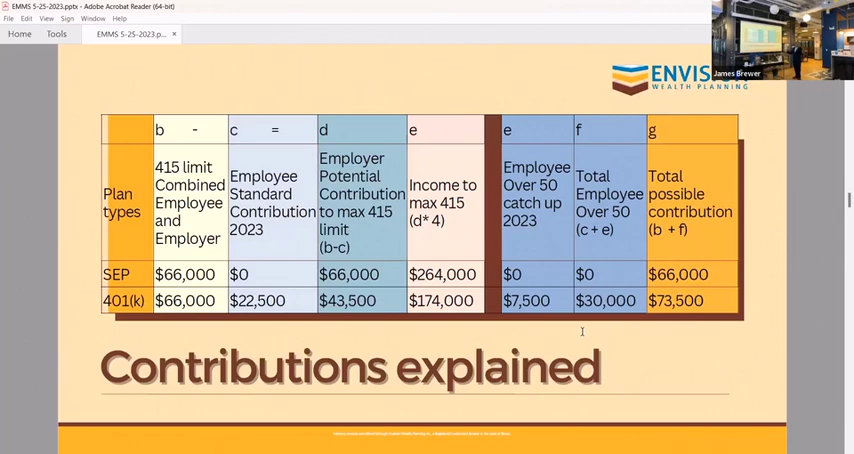 EMMS 5-25-2023.pptx - Adobe Acrobat Reader (64-bit)
File Edit View Sign Window Help
Home Tools EMMS 5-25-2023.p... ×
James Brewer
ENVISION
WEALTH PLANNING
b - c = d e e f g
Plan
types
415 limit
Combined
Employee
and
Employer
Employee
Standard
Contribution
2023
Employer
Potential
Contribution
to max 415
limit
(b-c)
Income to
max 415
(d* 4)
Employee
Over 50
catch up
2023
Total
Employee
Over 50
(c + e)
Total
possible
contribution
(b + f)
SEP $66,000 $0 $66,000 $264,000 $0 $0 $66,000
401(k) $66,000 $22,500 $43,500 $174,000 $7,500 $30,000 $73,500
Contributions explained